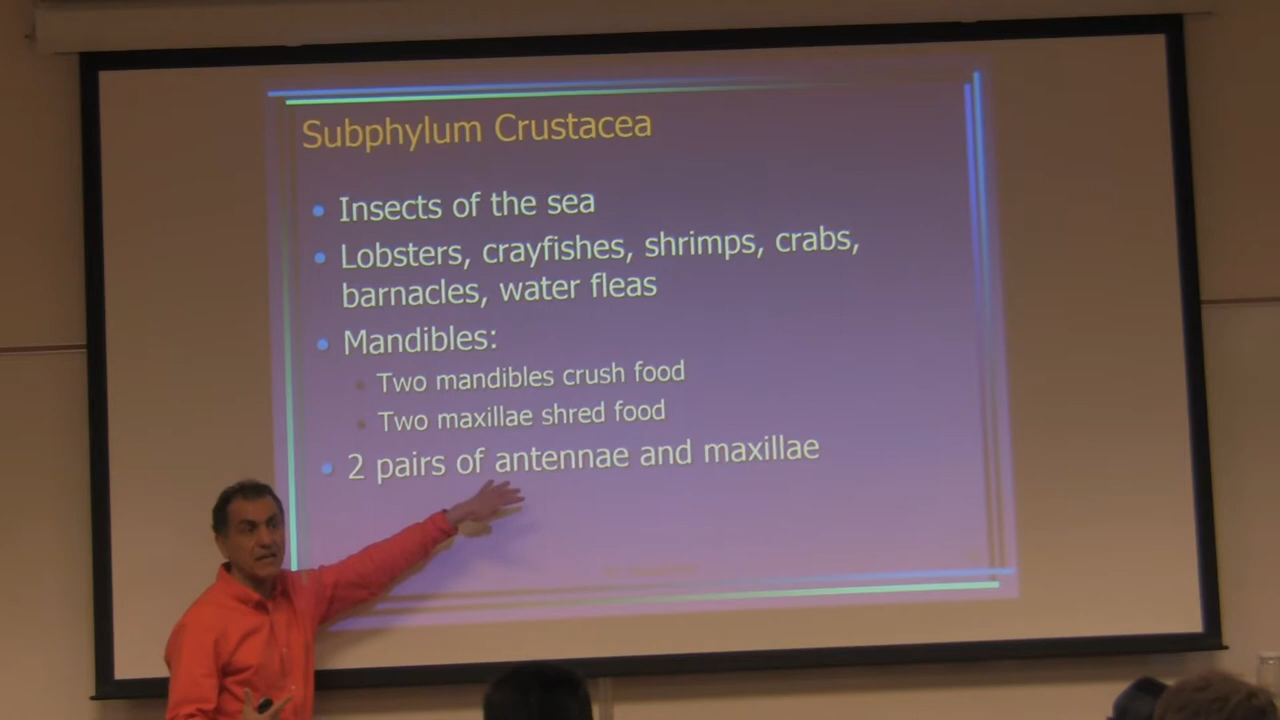 Subphylum Crustacea
Insects of the sea
Lobsters, crayfishes, shrimps, crabs,
barnacles, water fleas
Mandibles:
Two mandibles crush food
Two maxillae shred food
2 pairs of antennae and maxillae